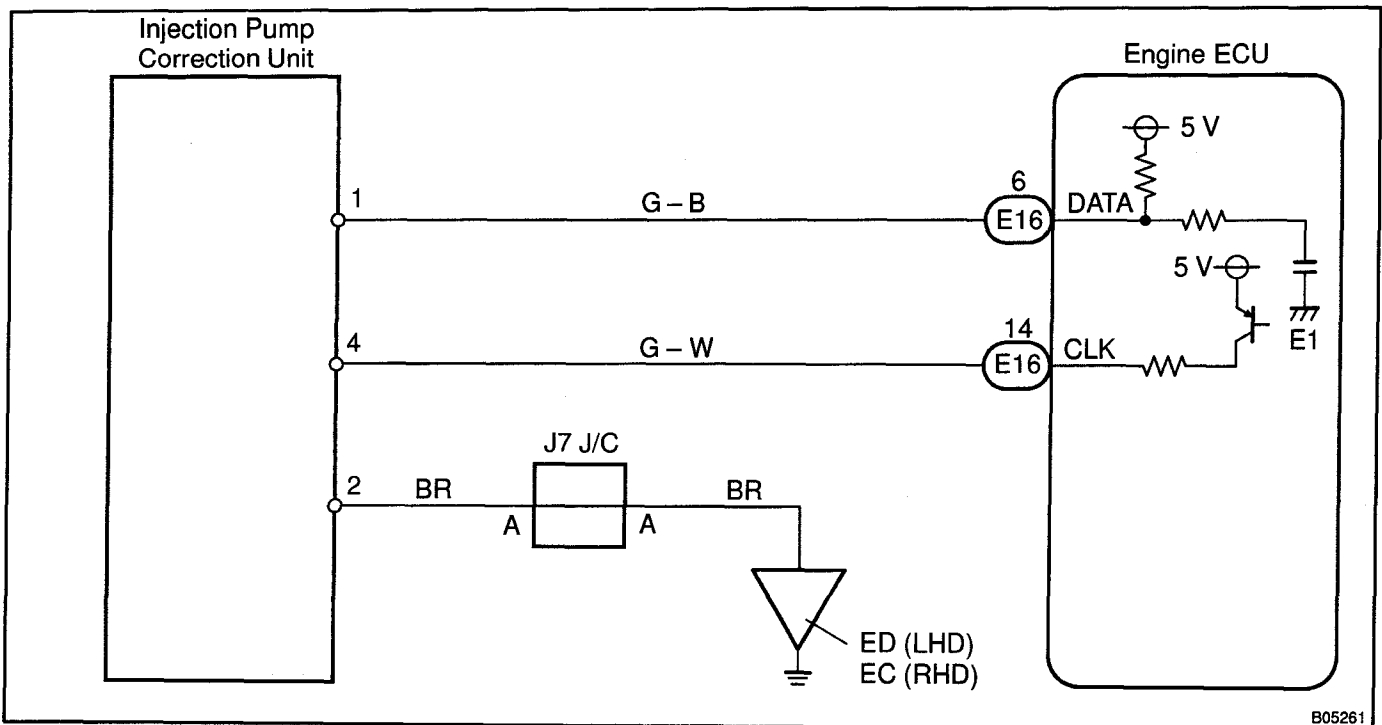 Injection Pump
Correction Unit
Engine ECU
5 V
1
G – B
6
E16
DATA
5 V
E1
4
G – W
14
E16
CLK
J7 J/C
2
BR
A
A
BR
ED (LHD)
EC (RHD)
B05261